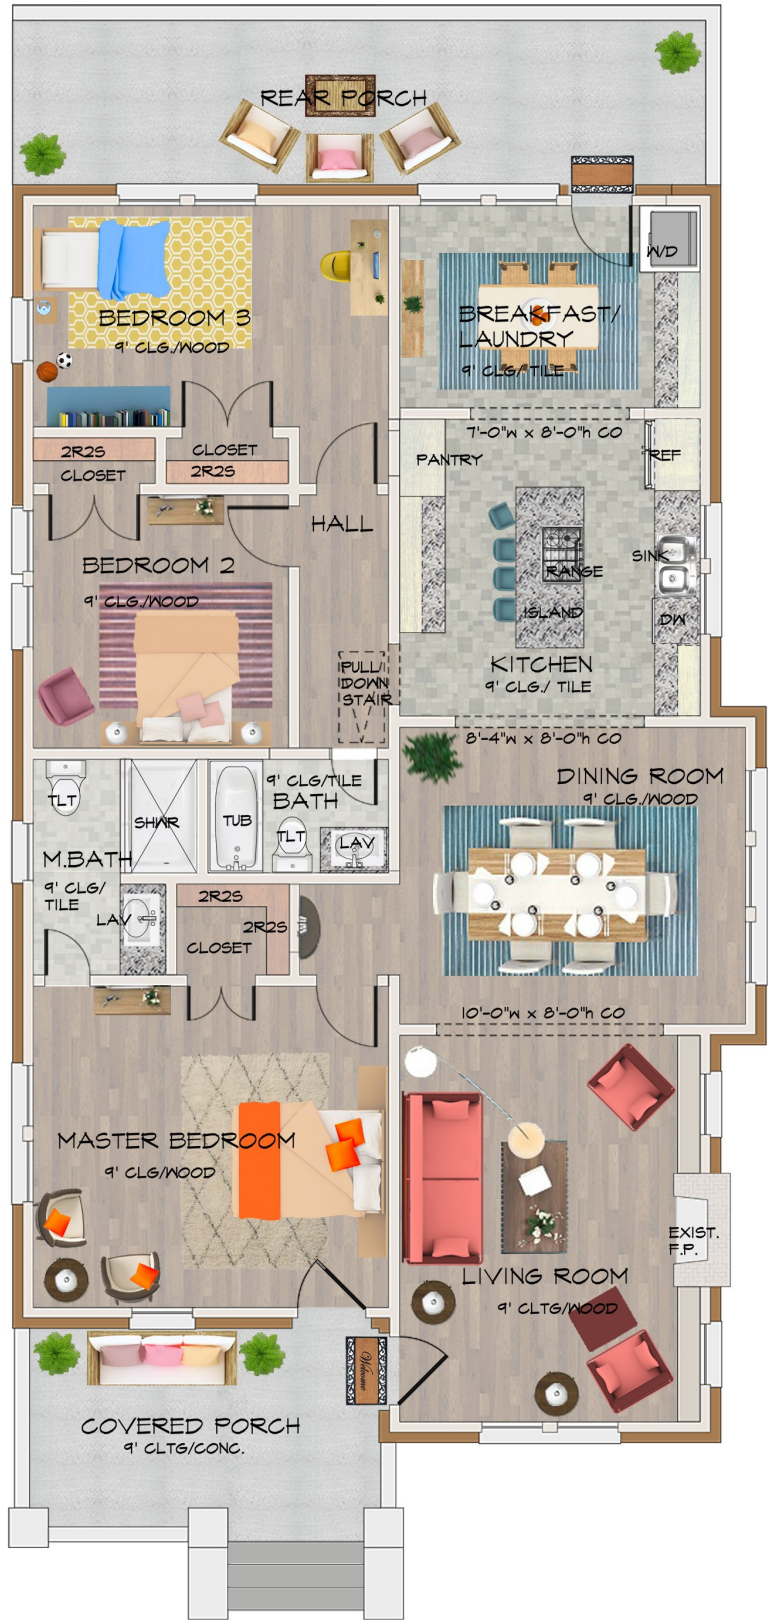 REAR PORCH
W/D
BREAKFAST/
LAUNDRY
9' CLG/ TILE
BEDROOM 3
9' CLG./WOOD
7'-0"W x 8'-0"h CO
2R2S
CLOSET
CLOSET
2R2S
PANTRY
REF
HALL
BEDROOM 2
9' CLG./WOOD
SINK
RANGE
ISLAND
DW
KITCHEN
9' CLG./ TILE
PULL/
DOWN
STAIR
8'-4"W x 8'-0"h CO
DINING ROOM
9' CLG./WOOD
9' CLG/TILE
BATH
TLT
SHWR
TUB
TLT
LAV
M.BATH
9' CLG/
TILE
LAV
2R2S
2R2S
CLOSET
10'-0"W x 8'-0"h CO
MASTER BEDROOM
9' CLG/WOOD
EXIST.
F.P.
LIVING ROOM
9' CLTG/WOOD
Welcome
COVERED PORCH
9' CLTG/CONC.